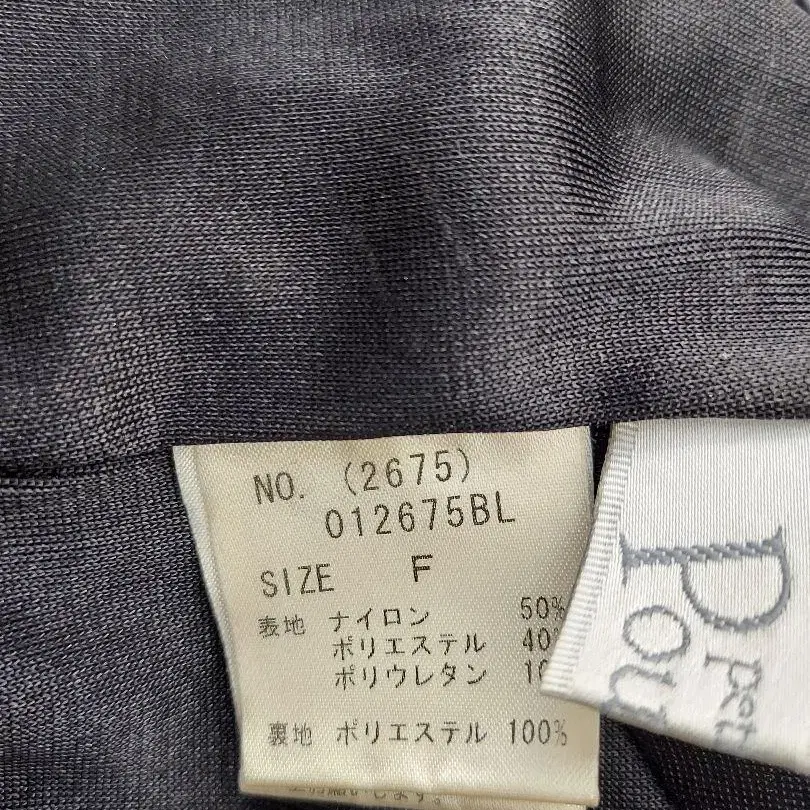 NO. (2675)
012675BL
SIZE F
表地 ナイロン 50%
ポリエステル 40
ポリウレタン 10
裏地 ポリエステル 100%